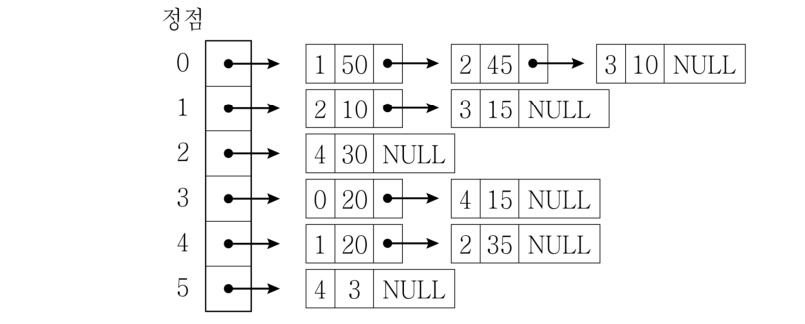 정점
0 1 50 2 45 3 10 NULL
1 2 10 3 15 NULL
2 4 30 NULL
3 0 20 4 15 NULL
4 1 20 2 35 NULL
5 4 3 NULL